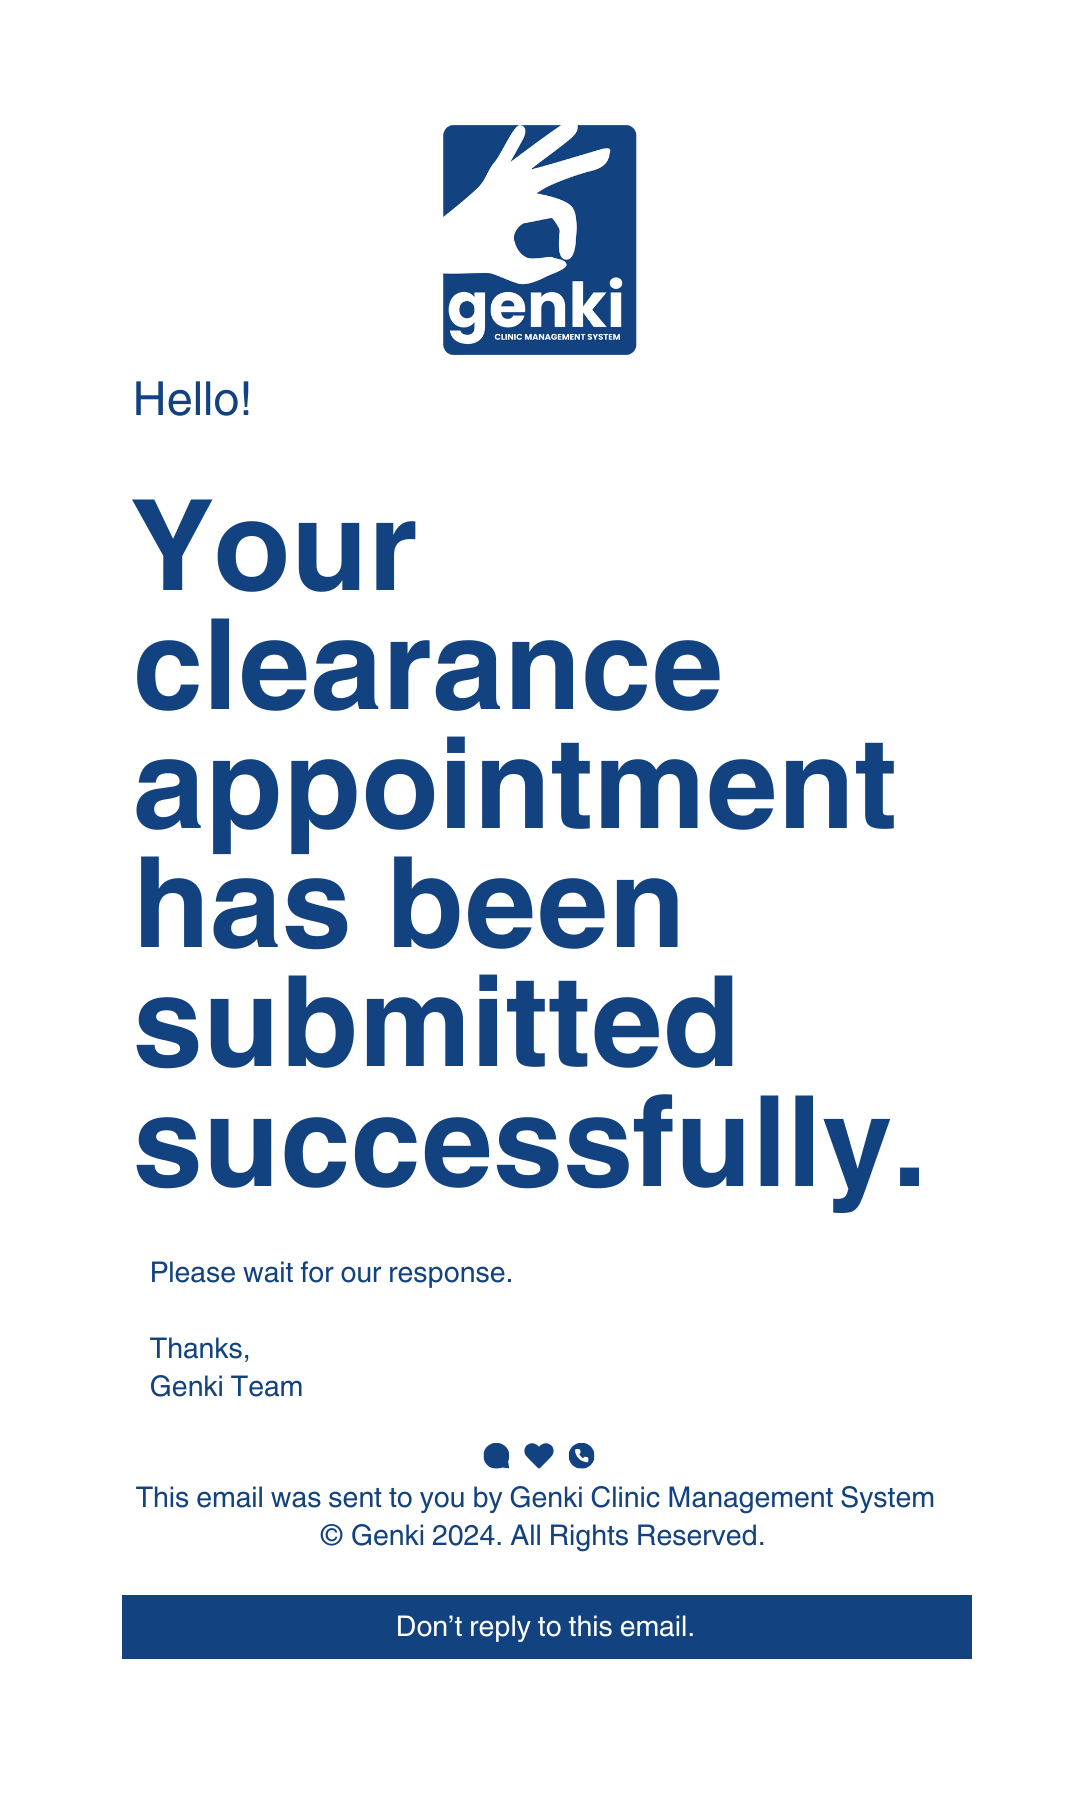 genki
CLINIC MANAGEMENT SYSTEM
Hello!
Your
clearance
appointment
has been
submitted
successfully.
Please wait for our response.
Thanks,
Genki Team
This email was sent to you by Genki Clinic Management System
© Genki 2024. All Rights Reserved.
Don’t reply to this email.